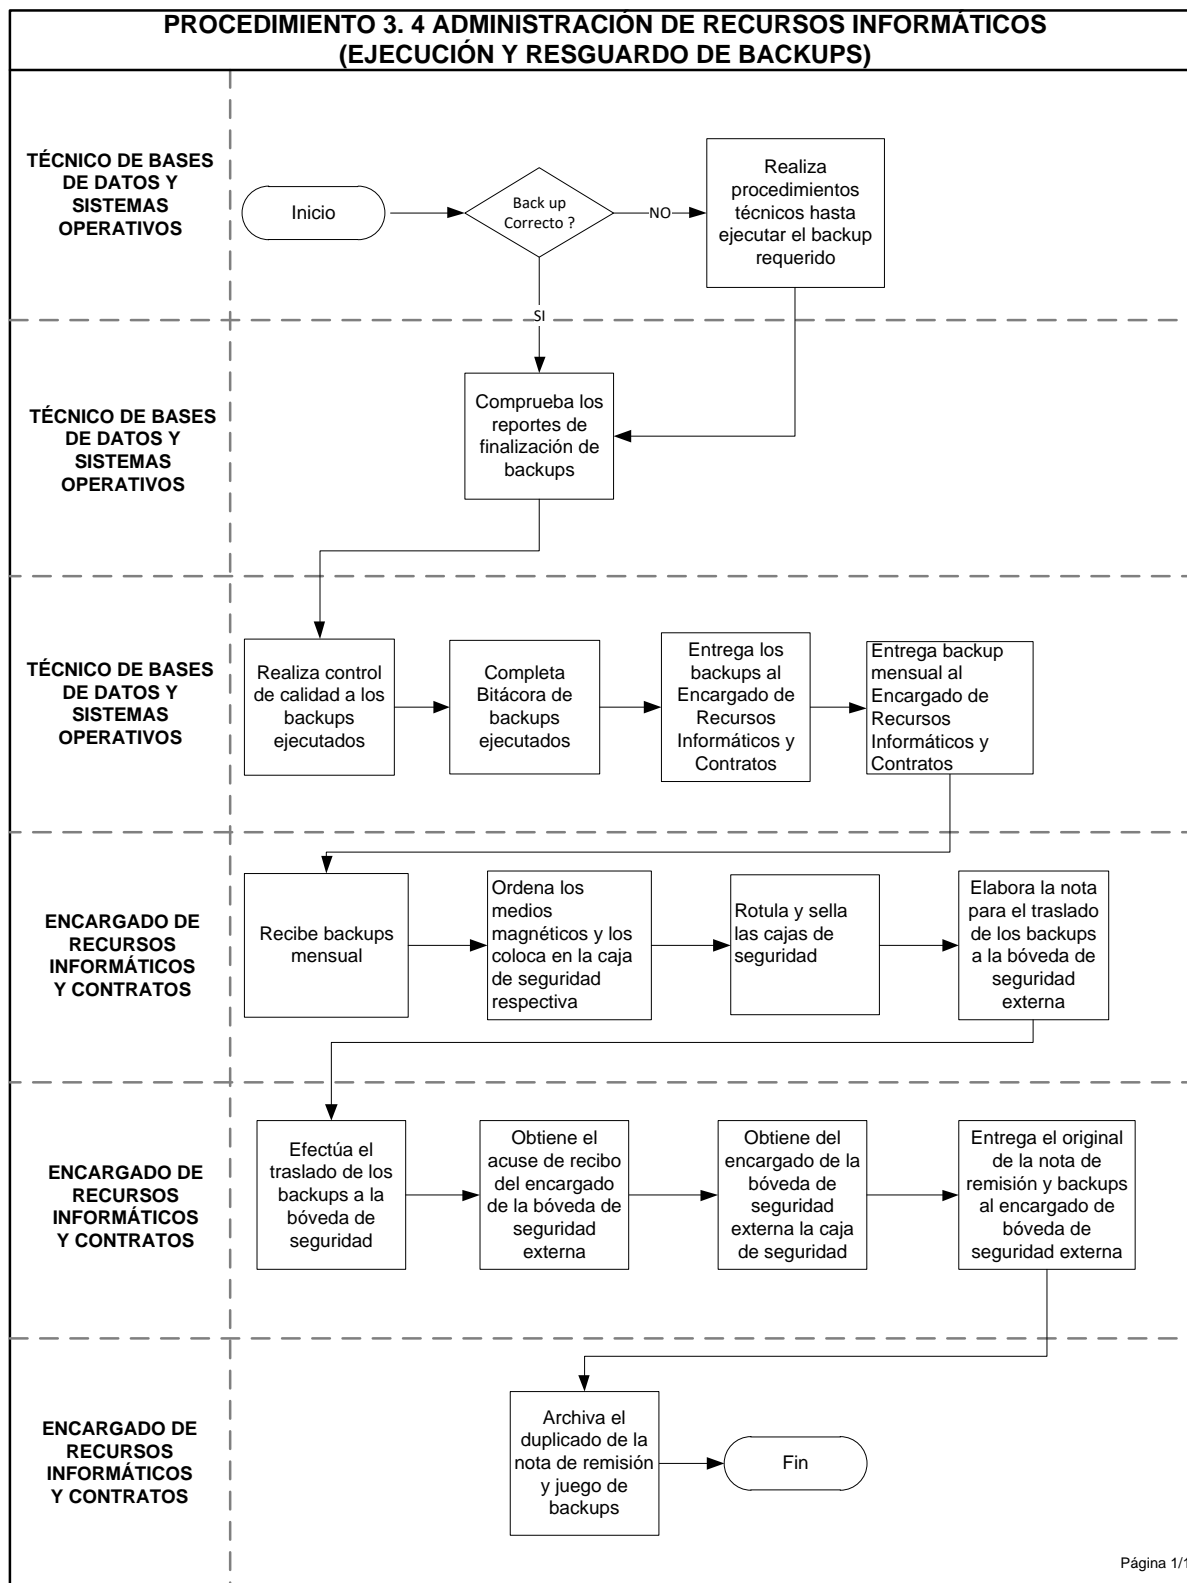 PROCEDIMIENTO 3. 4 ADMINISTRACIÓN DE RECURSOS INFORMÁTICOS
(EJECUCIÓN Y RESGUARDO DE BACKUPS)
TÉCNICO DE BASES
DE DATOS Y
SISTEMAS
OPERATIVOS
Inicio
Back up
Correcto ?
NO
Realiza
procedimientos
técnicos hasta
ejecutar el backup
requerido
SI
TÉCNICO DE BASES
DE DATOS Y
SISTEMAS
OPERATIVOS
Comprueba los
reportes de
finalización de
backups
TÉCNICO DE BASES
DE DATOS Y
SISTEMAS
OPERATIVOS
Realiza control
de calidad a los
backups
ejecutados
Completa
Bitácora de
backups
ejecutados
Entrega los
backups al
Encargado de
Recursos
Informáticos y
Contratos
Entrega backup
mensual al
Encargado de
Recursos
Informáticos y
Contratos
ENCARGADO DE
RECURSOS
INFORMÁTICOS
Y CONTRATOS
Recibe backups
mensual
Ordena los
medios
magnéticos y los
coloca en la caja
de seguridad
respectiva
Rotula y sella
las cajas de
seguridad
Elabora la nota
para el traslado
de los backups
a la bóveda de
seguridad
externa
ENCARGADO DE
RECURSOS
INFORMÁTICOS
Y CONTRATOS
Efectúa el
traslado de los
backups a la
bóveda de
seguridad
Obtiene el
acuse de recibo
del encargado
de la bóveda de
seguridad
externa
Obtiene del
encargado de la
bóveda de
seguridad
externa la caja
de seguridad
Entrega el original
de la nota de
remisión y backups
al encargado de
bóveda de
seguridad externa
ENCARGADO DE
RECURSOS
INFORMÁTICOS
Y CONTRATOS
Archiva el
duplicado de la
nota de remisión
y juego de
backups
Fin
Página 1/1